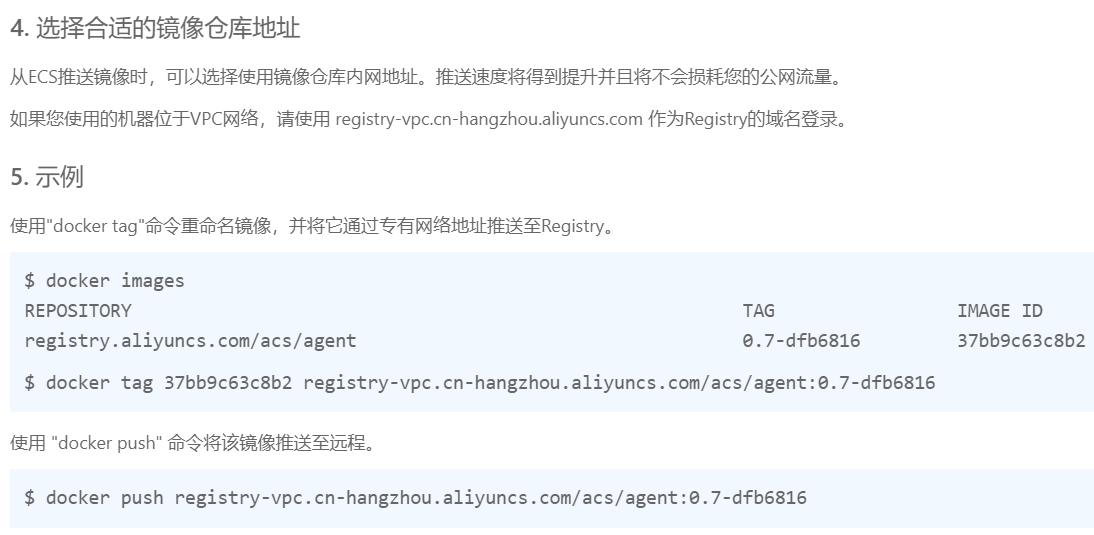 4. 选择合适的镜像仓库地址
从ECS推送镜像时，可以选择使用镜像仓库内网地址。推送速度将得到提升并且将不会损耗您的公网流量。
如果您使用的机器位于VPC网络，请使用 registry-vpc.cn-hangzhou.aliyuncs.com 作为Registry的域名登录。
5. 示例
使用"docker tag"命令重命名镜像，并将它通过专有网络地址推送至Registry。
$ docker images
REPOSITORY TAG IMAGE ID
registry.aliyuncs.com/acs/agent 0.7-dfb6816 37bb9c63c8b2
$ docker tag 37bb9c63c8b2 registry-vpc.cn-hangzhou.aliyuncs.com/acs/agent:0.7-dfb6816
使用 "docker push" 命令将该镜像推送至远程。
$ docker push registry-vpc.cn-hangzhou.aliyuncs.com/acs/agent:0.7-dfb6816